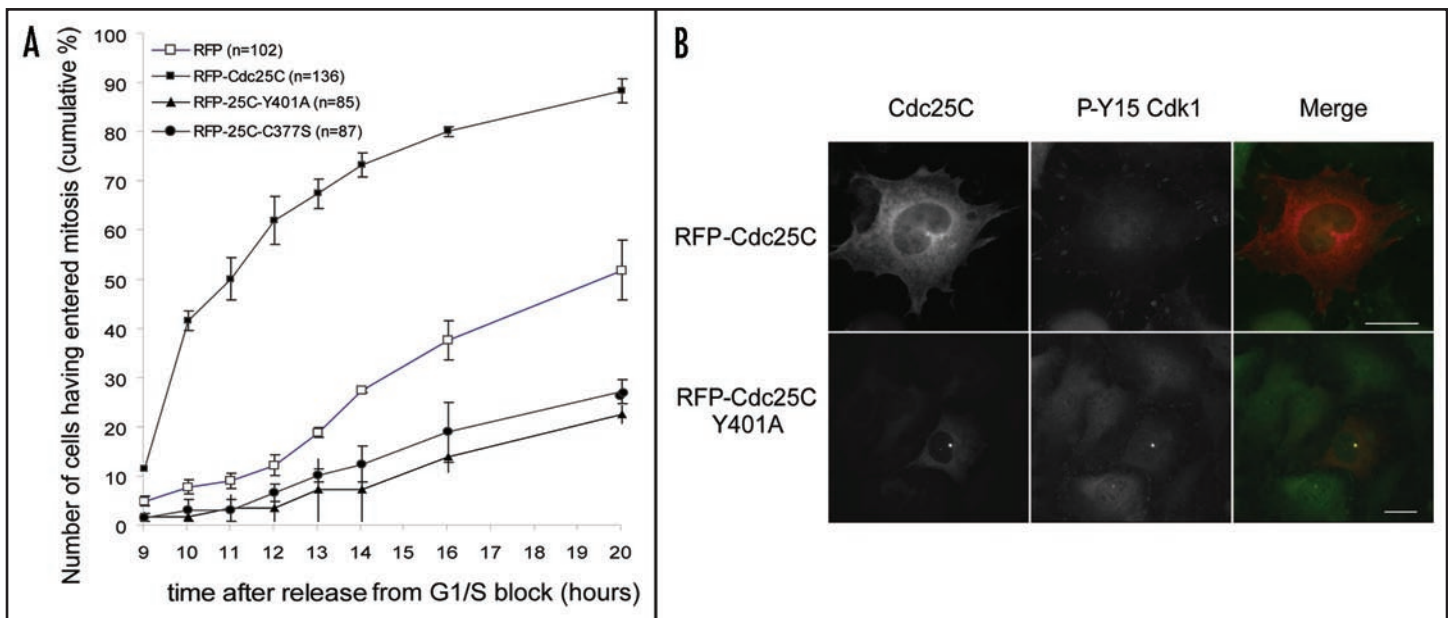 A
Number of cells having entered mitosis (cumulative %)
100
90
80
70
60
50
40
30
20
10
0
RFP (n=102)
RFP-Cdc25C (n=136)
RFP-25C-Y401A (n=85)
RFP-25C-C377S (n=87)
9 10 11 12 13 14 15 16 17 18 19 20
time after release from G1/S block (hours)
B
Cdc25C P-Y15 Cdk1 Merge
RFP-Cdc25C
RFP-Cdc25C
Y401A